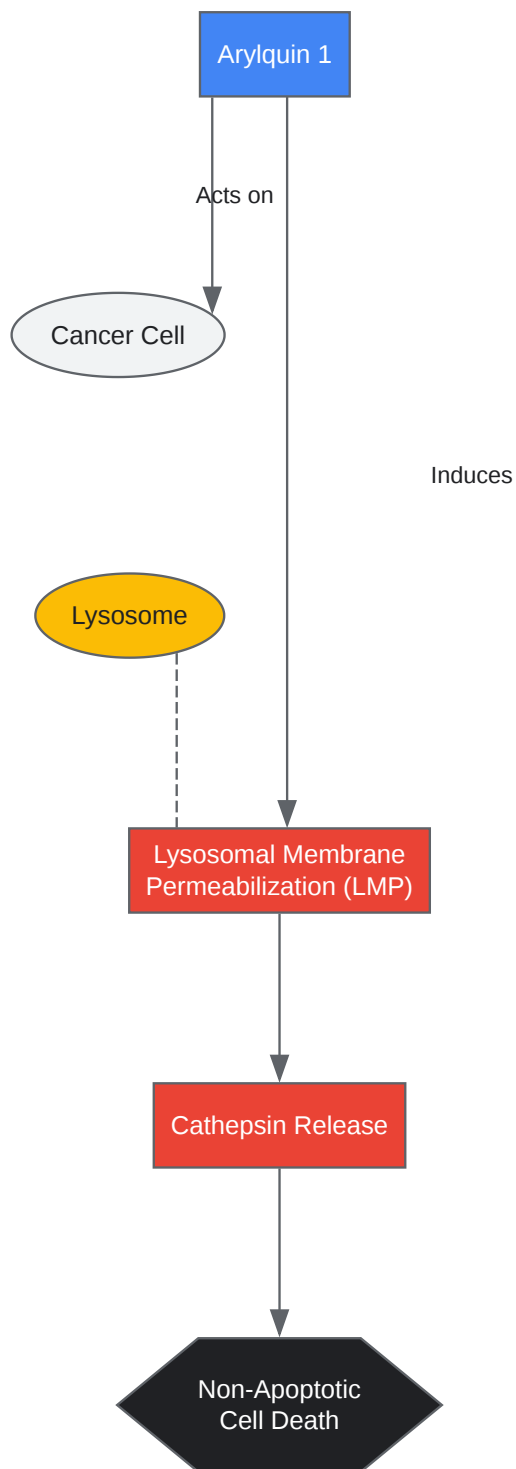 Arylquin 1
Acts on
Cancer Cell
Induces
Lysosome
Lysosomal Membrane
Permeabilization (LMP)
Cathepsin Release
Non-Apoptotic
Cell Death